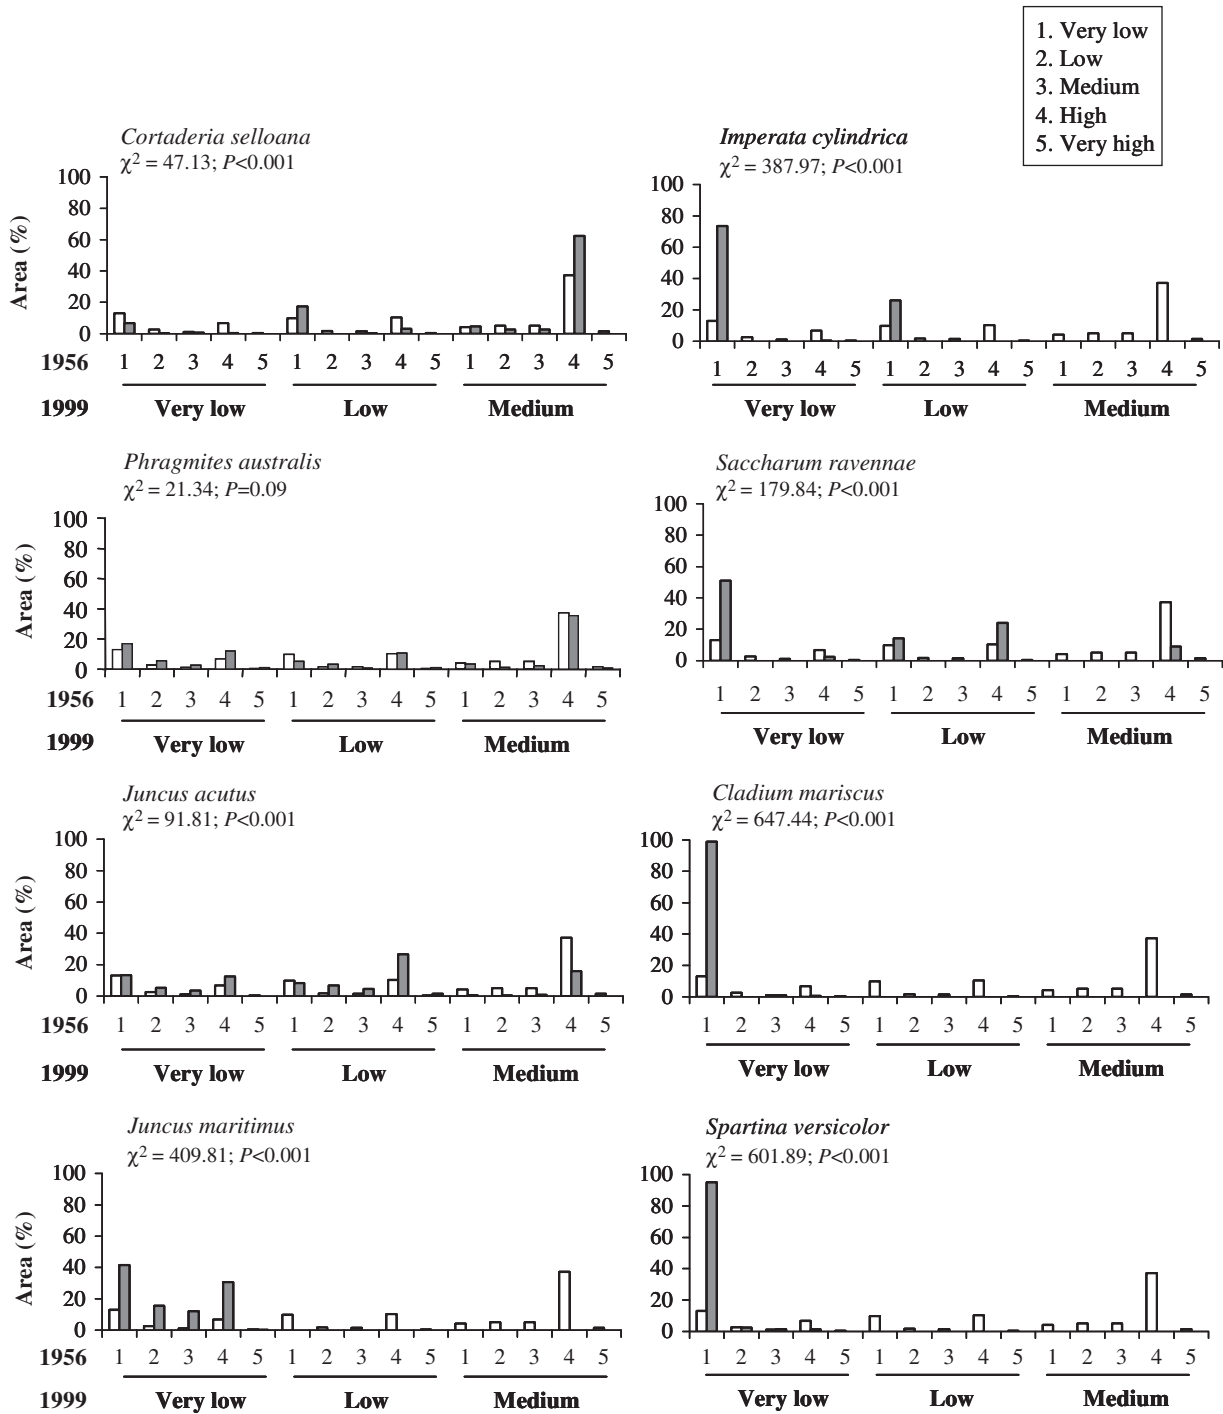 1. Very low
2. Low
3. Medium
4. High
5. Very high
Cortaderia selloana
χ² = 47.13; P<0.001
100
80
60
40
20
0
Area (%)
1956 1 2 3 4 5 1 2 3 4 5 1 2 3 4 5
1999 Very low Low Medium
Imperata cylindrica
χ² = 387.97; P<0.001
100
80
60
40
20
0
1 2 3 4 5 1 2 3 4 5 1 2 3 4 5
Very low Low Medium
Phragmites australis
χ² = 21.34; P=0.09
100
80
60
40
20
0
Area (%)
1956 1 2 3 4 5 1 2 3 4 5 1 2 3 4 5
1999 Very low Low Medium
Saccharum ravennae
χ² = 179.84; P<0.001
100
80
60
40
20
0
1 2 3 4 5 1 2 3 4 5 1 2 3 4 5
Very low Low Medium
Juncus acutus
χ² = 91.81; P<0.001
100
80
60
40
20
0
Area (%)
1956 1 2 3 4 5 1 2 3 4 5 1 2 3 4 5
1999 Very low Low Medium
Cladium mariscus
χ² = 647.44; P<0.001
100
80
60
40
20
0
1 2 3 4 5 1 2 3 4 5 1 2 3 4 5
Very low Low Medium
Juncus maritimus
χ² = 409.81; P<0.001
100
80
60
40
20
0
Area (%)
1956 1 2 3 4 5 1 2 3 4 5 1 2 3 4 5
1999 Very low Low Medium
Spartina versicolor
χ² = 601.89; P<0.001
100
80
60
40
20
0
1 2 3 4 5 1 2 3 4 5 1 2 3 4 5
Very low Low Medium